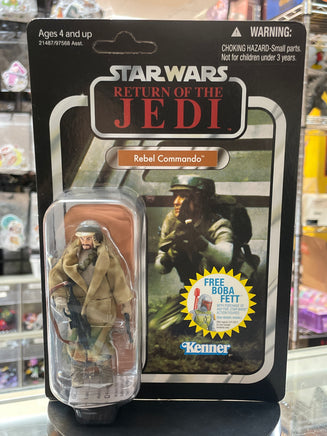 Ages 4 and up
21487/97568 Asst.
WARNING:
CHOKING HAZARD-Small parts.
Not for children under 3 years.
STAR WARS
RETURN OF THE
JEDI
Rebel Commando™
FREE
BOBA
FETT
Kenner